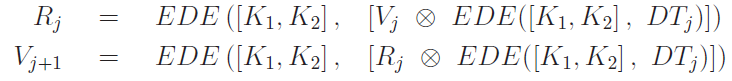 R_j = EDE ([K_1, K_2] , [V_j ⊗ EDE([K_1, K_2] , DT_j)])
V_{j+1} = EDE ([K_1, K_2] , [R_j ⊗ EDE([K_1, K_2] , DT_j)])